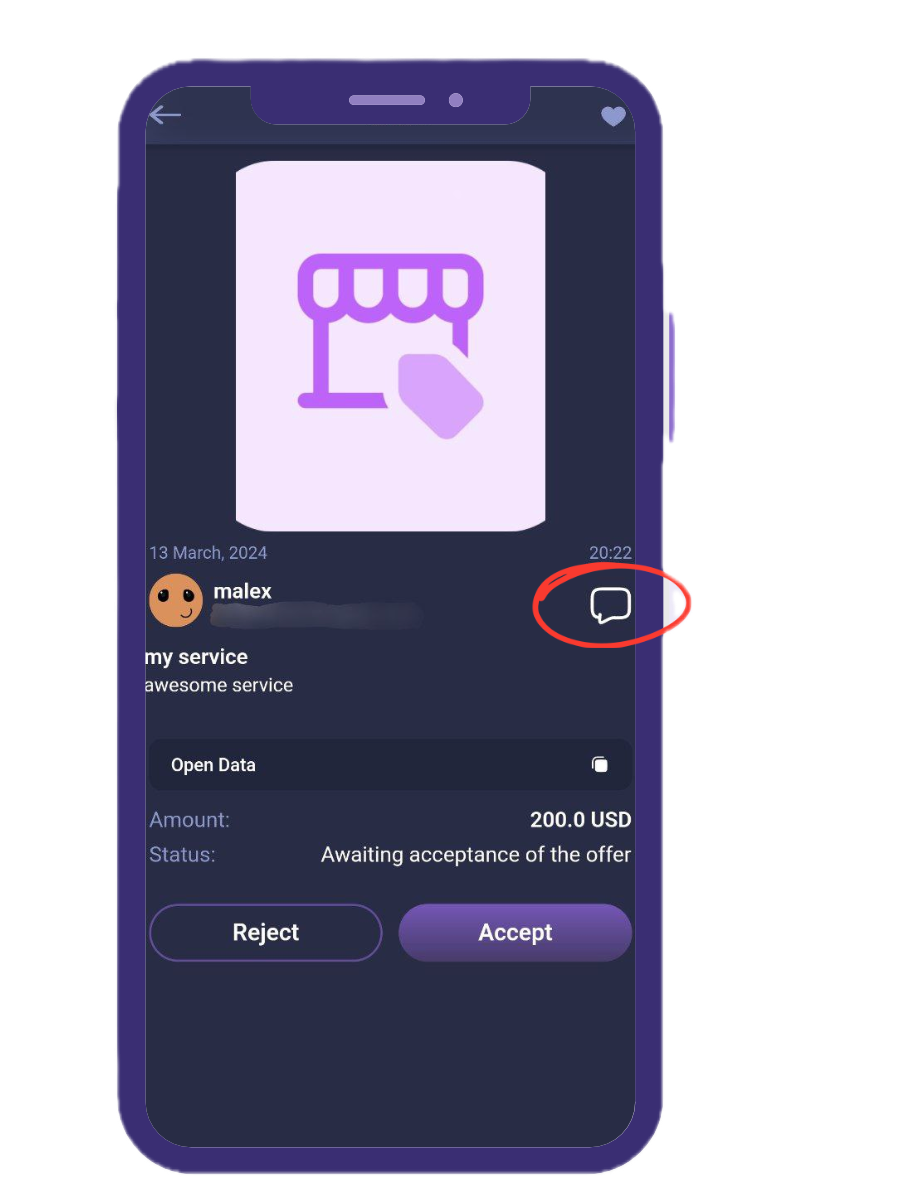 13 March, 2024
20:22
malex
my service
awesome service
Open Data
Amount:
200.0 USD
Status:
Awaiting acceptance of the offer
Reject
Accept